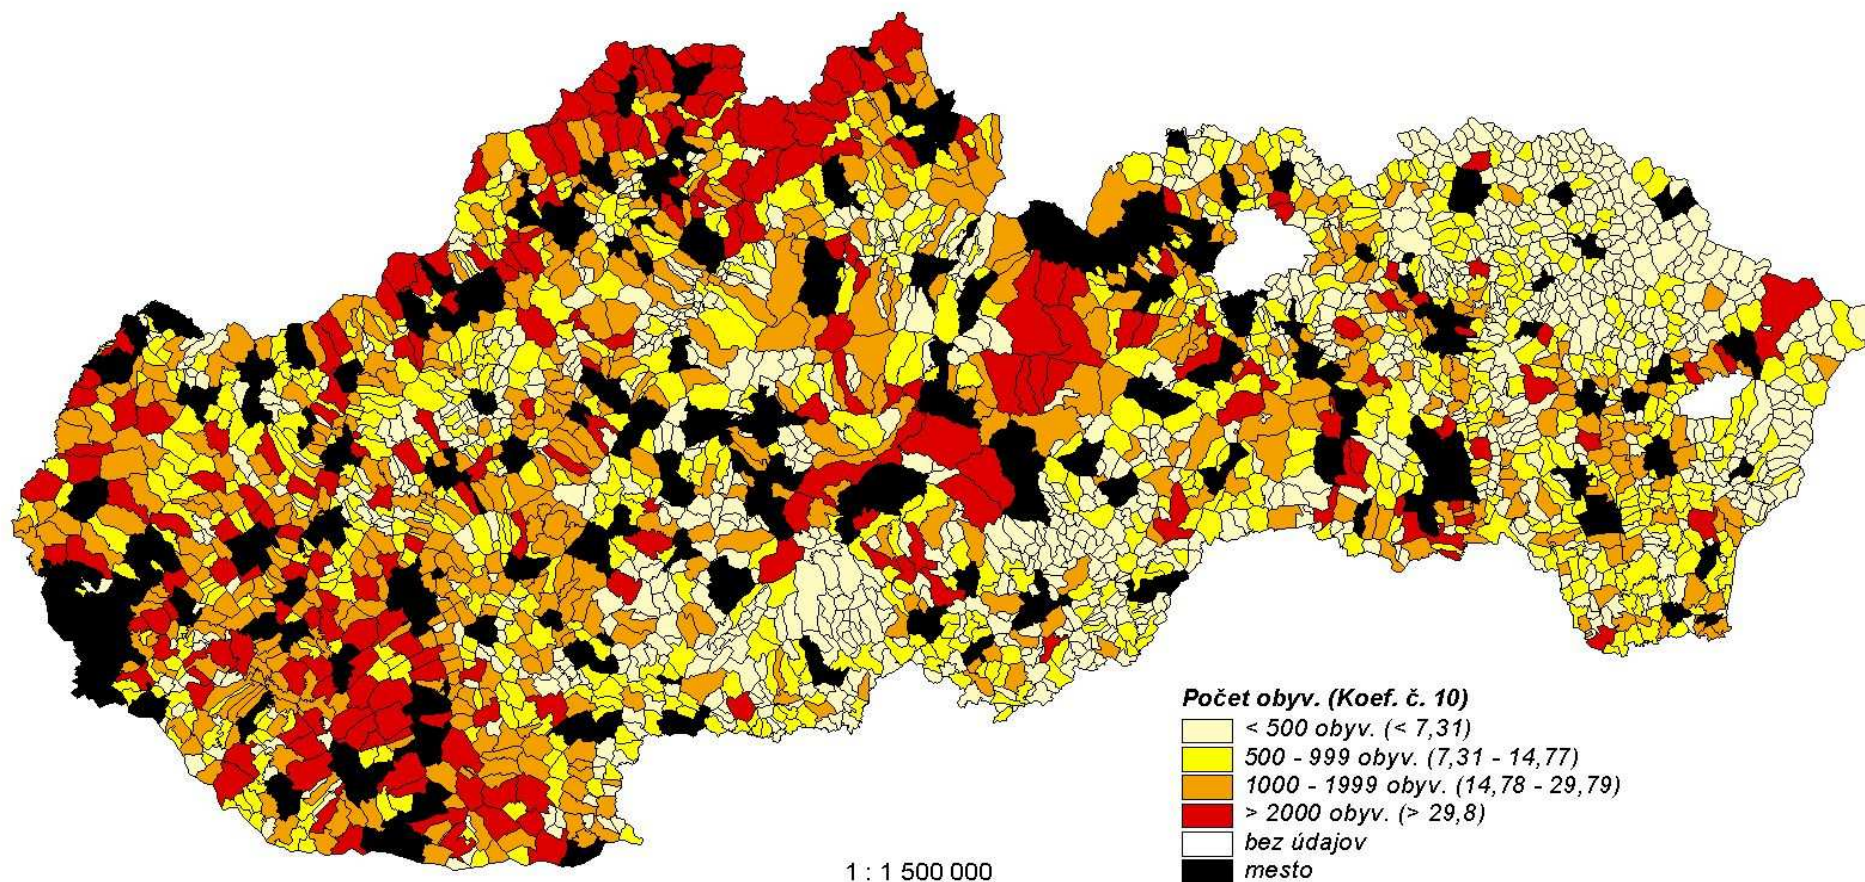 Počet obyv. (Koef. č. 10)
< 500 obyv. (< 7,31)
500 - 999 obyv. (7,31 - 14,77)
1000 - 1999 obyv. (14,78 - 29,79)
> 2000 obyv. (> 29,8)
bez údajov
mesto
1 : 1 500 000